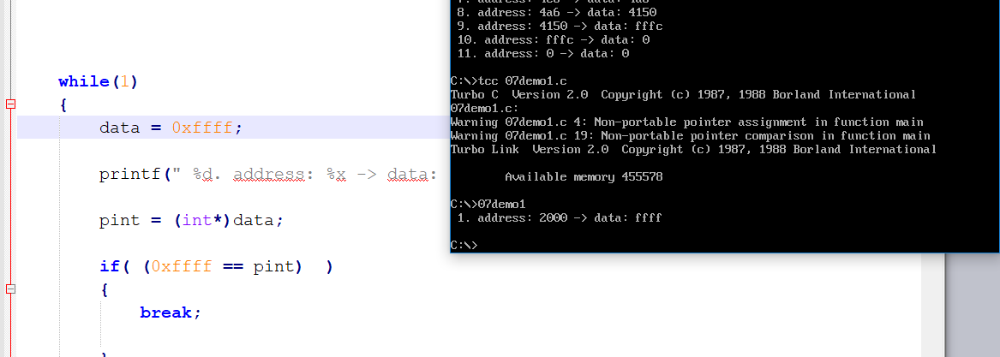 while(1)
{
data = 0xffff;
printf(" %d. address: %x -> data:
pint = (int*)data;
if( (0xffff == pint)  )
{
break;
8. address: 4a6 -> data: 4150
9. address: 4150 -> data: fffc
10. address: fffc -> data: 0
11. address: 0 -> data: 0
C:\>tcc 07demo1.c
Turbo C  Version 2.0  Copyright (c) 1987, 1988 Borland International
07demo1.c:
Warning 07demo1.c 4: Non-portable pointer assignment in function main
Warning 07demo1.c 19: Non-portable pointer comparison in function main
Turbo Link  Version 2.0  Copyright (c) 1987, 1988 Borland International
Available memory 455578
C:\>07demo1
1. address: 2000 -> data: ffff
C:\>